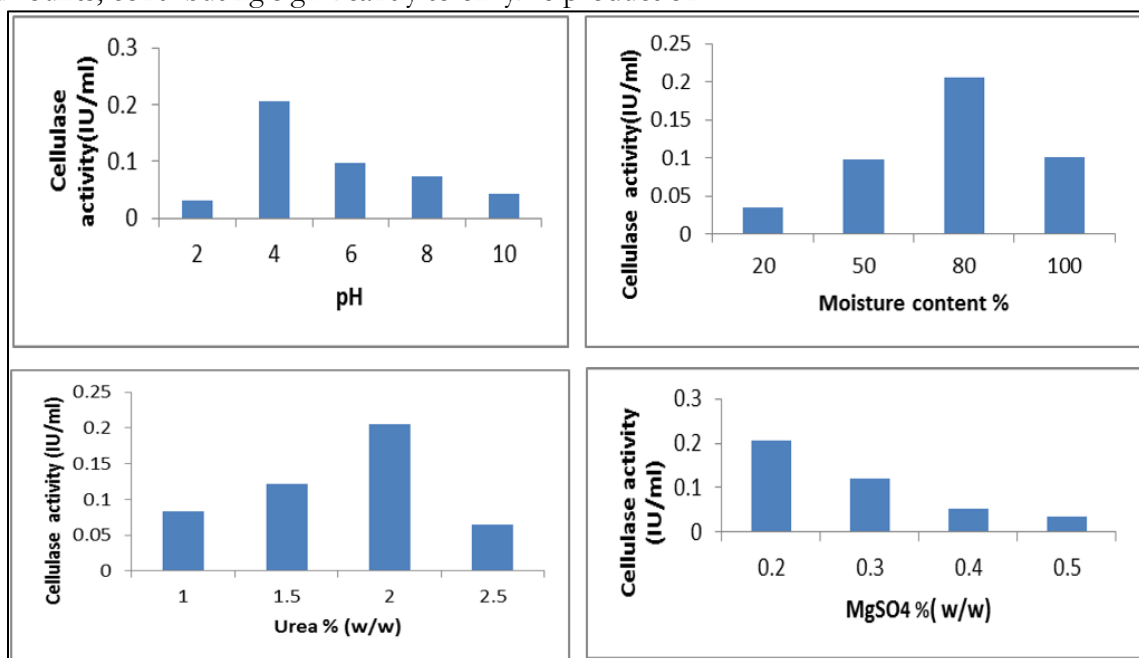 0.3
0.2
0.1
0
Cellulase
activity(IU/ml)
2 4 6 8 10
pH
0.25
0.2
0.15
0.1
0.05
0
Cellulase activity(IU/ml)
20 50 80 100
Moisture content %
0.25
0.2
0.15
0.1
0.05
0
Cellulase activity (IU/ml)
1 1.5 2 2.5
Urea % (w/w)
0.3
0.2
0.1
0
Cellulase activity
(IU/ml)
0.2 0.3 0.4 0.5
MgSO4 %( w/w)